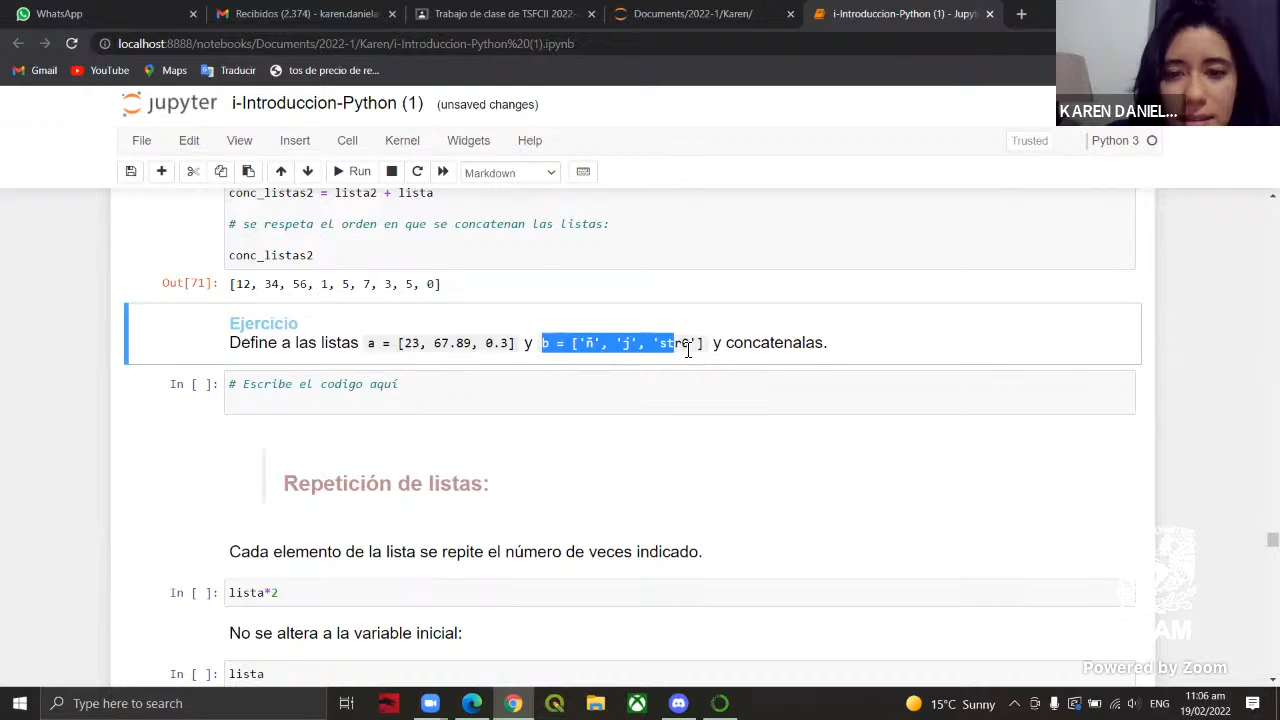 WhatsApp
Recibidos (2.374) - karen.daniela
Trabajo de clase de TSFCII 2022-
Documents/2022-1/Karen/
i-Introduccion-Python (1) - Jupyte
localhost:8888/notebooks/Documents/2022-1/Karen/i-Introduccion-Python%20(1).ipynb
Gmail YouTube Maps Traducir tos de precio de re...
KAREN DANIEL...
jupyter i-Introduccion-Python (1) (unsaved changes)
File Edit View Insert Cell Kernel Widgets Help Trusted Python 3
Run Markdown
conc_listas2 = lista2 + lista
# se respeta el orden en que se concatenan las listas:
conc_listas2
Out[71]: [12, 34, 56, 1, 5, 7, 3, 5, 0]
Ejercicio
Define a las listas a = [23, 67.89, 0.3] y b = ['ñ', 'j', 'str0'] y concatenalas.
In [ ]: # Escribe el codigo aquí
Repetición de listas:
Cada elemento de la lista se repite el número de veces indicado.
In [ ]: lista*2
No se altera a la variable inicial:
In [ ]: lista
Powered by Zoom
Type here to search
15°C Sunny
ENG
11:06 am
19/02/2022